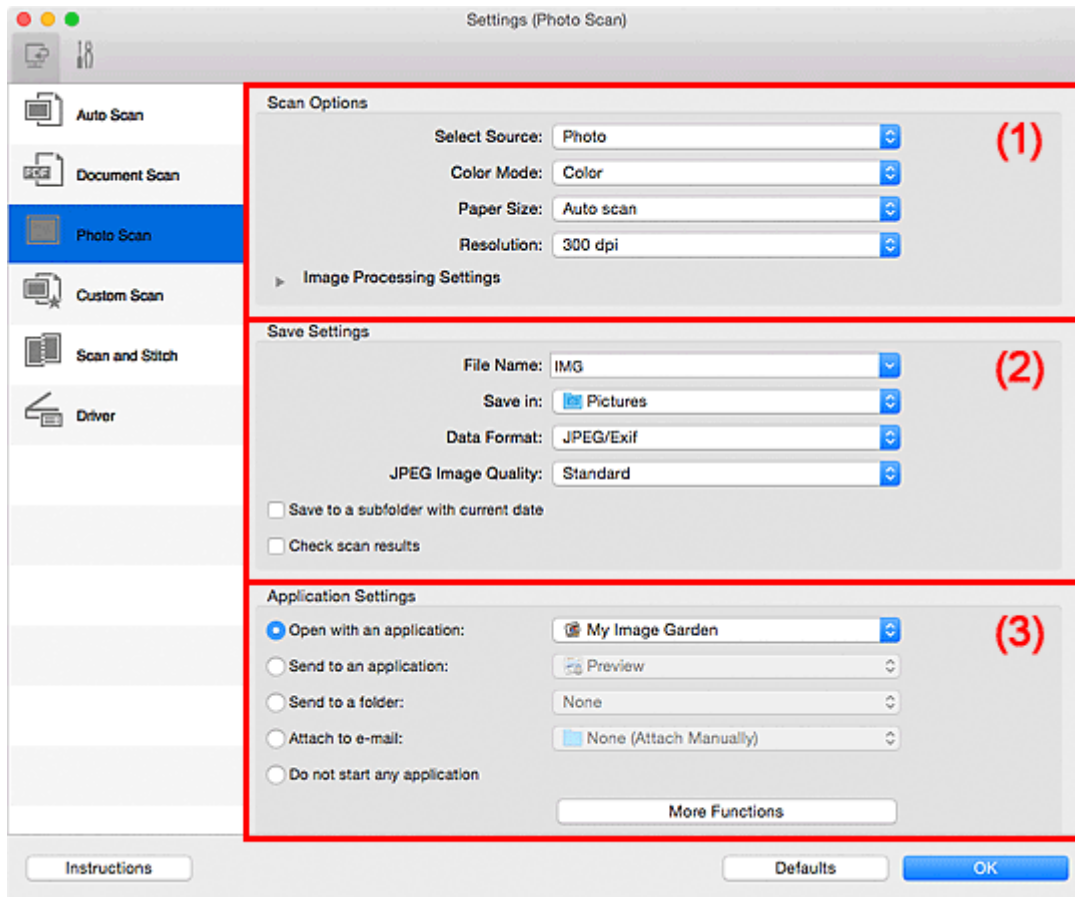 Settings (Photo Scan)
Auto Scan
PDF
Document Scan
Photo Scan
Custom Scan
Scan and Stitch
Driver
Scan Options
(1)
Select Source: Photo
Color Mode: Color
Paper Size: Auto scan
Resolution: 300 dpi
Image Processing Settings
Save Settings
(2)
File Name: IMG
Save in: Pictures
Data Format: JPEG/Exif
JPEG Image Quality: Standard
Save to a subfolder with current date
Check scan results
Application Settings
(3)
Open with an application: My Image Garden
Send to an application: Preview
Send to a folder: None
Attach to e-mail: None (Attach Manually)
Do not start any application
More Functions
Instructions Defaults OK